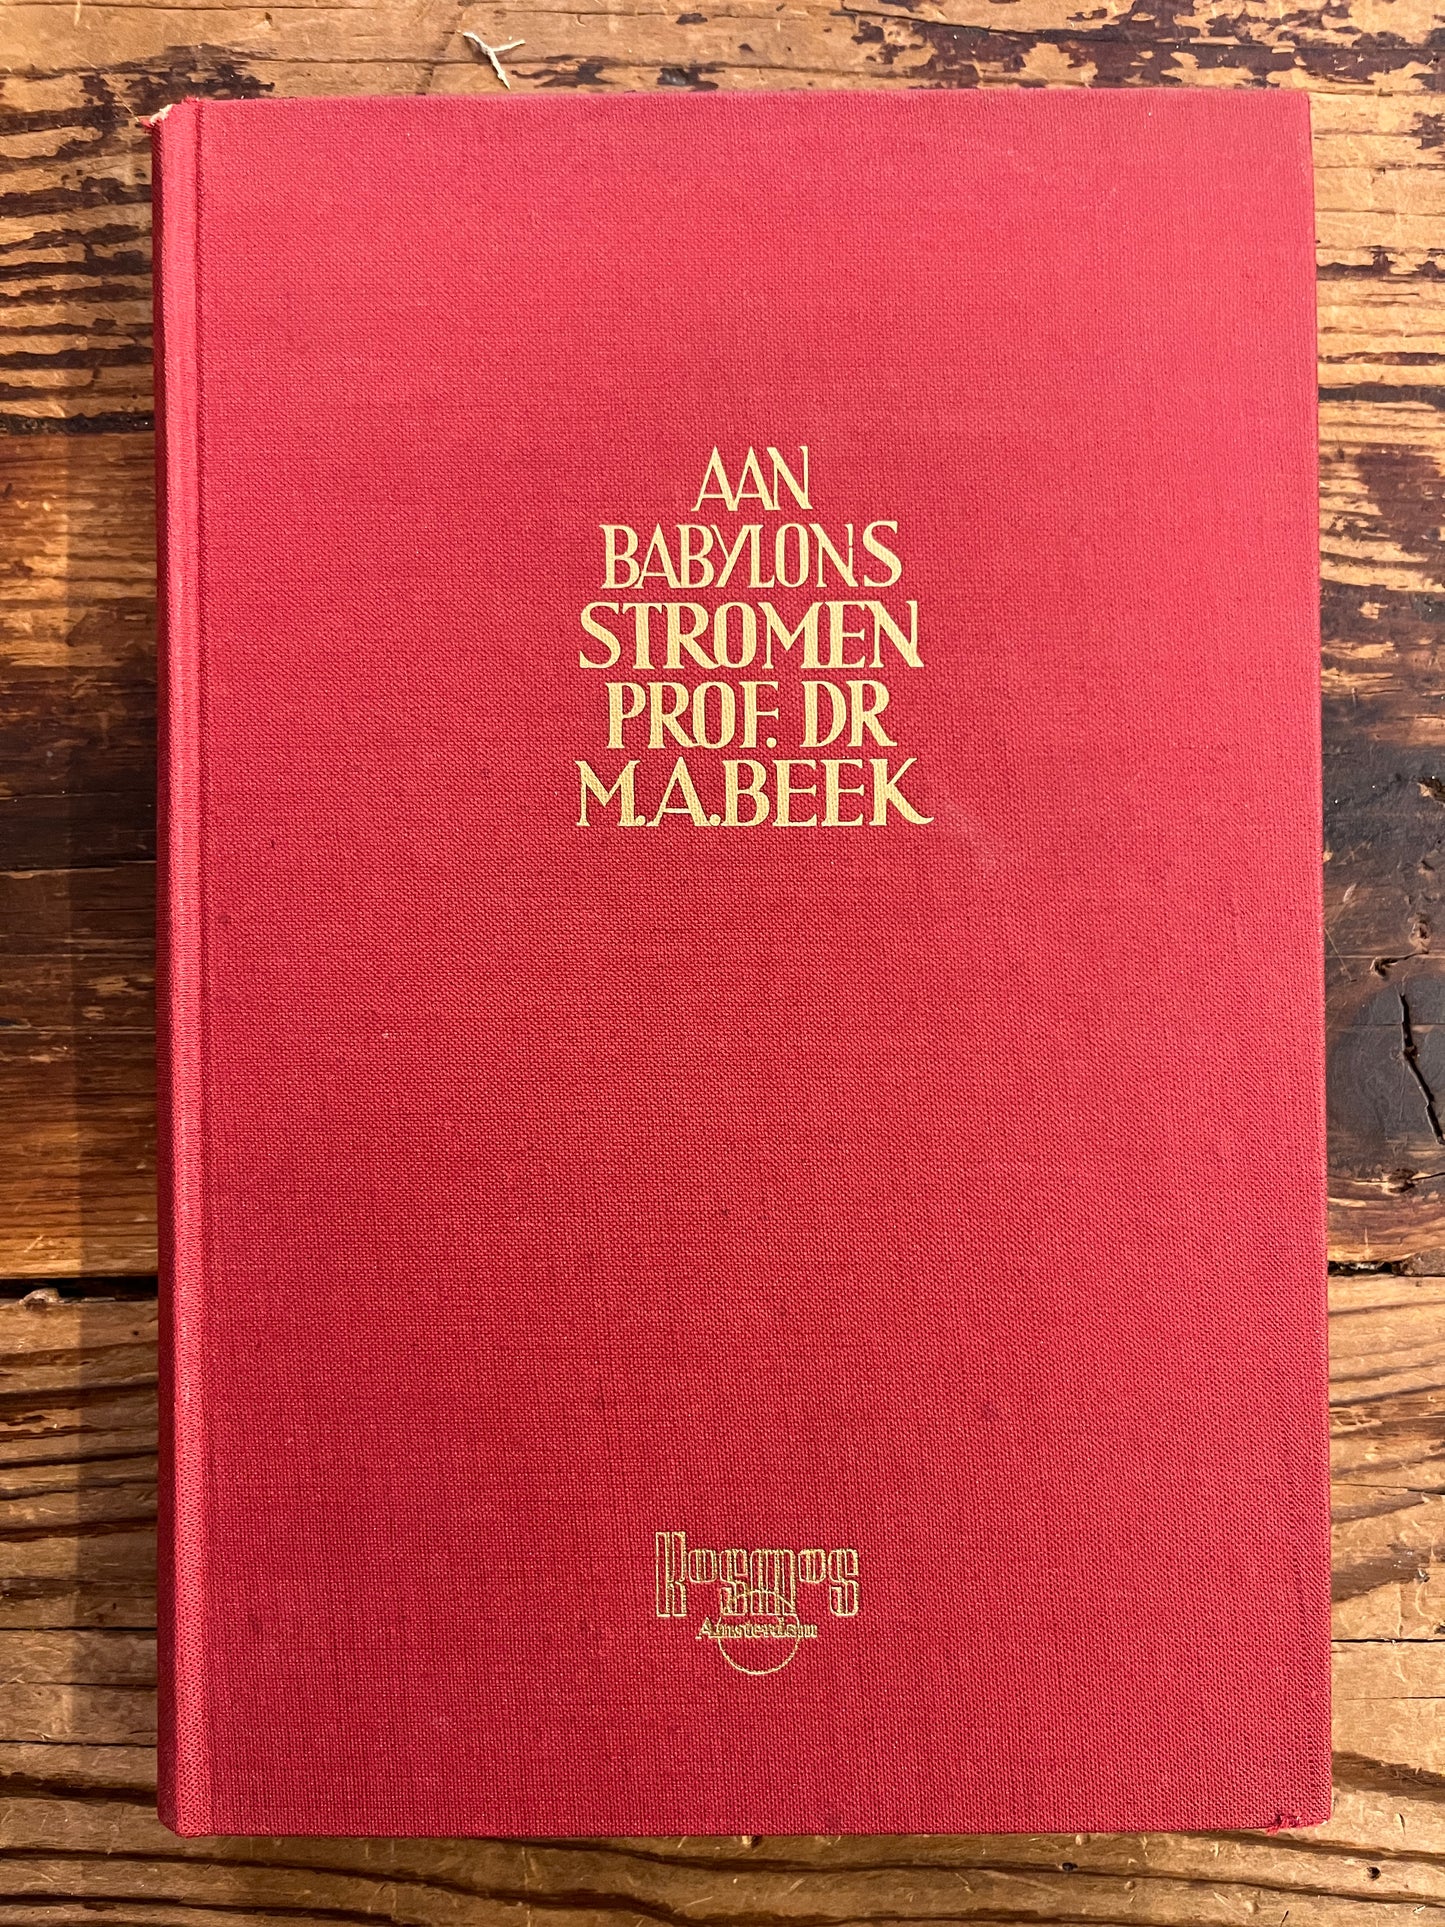 AAN
BABYLONS
STROMEN
PROF. DR
M.A.BEEK
Kosmos
Amsterdam